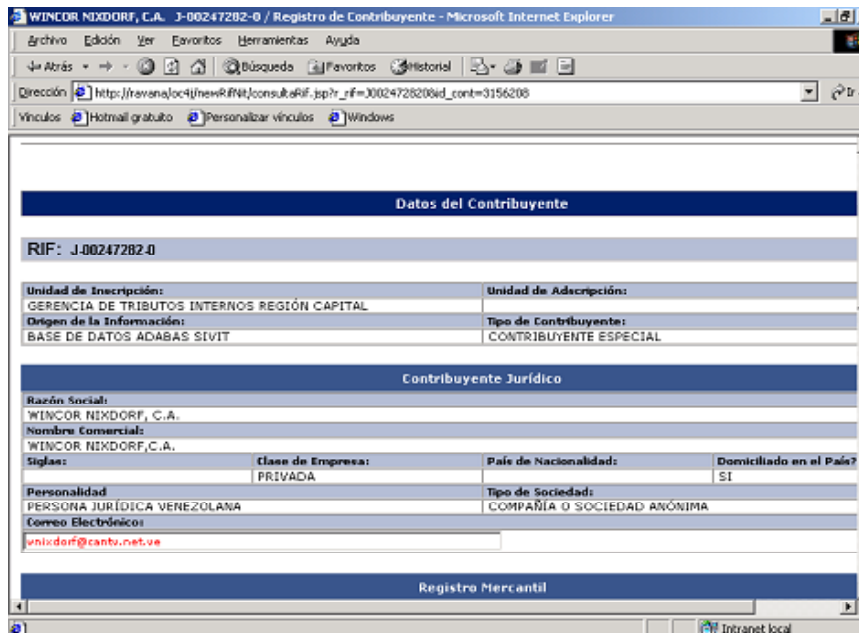 WINCOR NIXDORF, C.A. J-00247282-0 / Registro de Contribuyente - Microsoft Internet Explorer
Archivo Edición Ver Favoritos Herramientas Ayuda
Atrás Búsqueda Favoritos Historial
Dirección http://ravana/oc4j/newRifNit/consultaRif.jsp?r_rif=J002472820&id_cont=3156208 Ir
Vínculos Hotmail gratuito Personalizar vínculos Windows
Datos del Contribuyente
RIF: J-00247282-0
Unidad de Inscripción: Unidad de Adscripción:
GERENCIA DE TRIBUTOS INTERNOS REGIÓN CAPITAL
Origen de la Información: Tipo de Contribuyente:
BASE DE DATOS ADABAS SIVIT CONTRIBUYENTE ESPECIAL
Contribuyente Jurídico
Razón Social:
WINCOR NIXDORF, C.A.
Nombre Comercial:
WINCOR NIXDORF,C.A.
Siglas: Clase de Empresa: País de Nacionalidad: Domiciliado en el País?
PRIVADA SI
Personalidad Tipo de Sociedad:
PERSONA JURÍDICA VENEZOLANA COMPAÑÍA O SOCIEDAD ANÓNIMA
Correo Electrónico:
vnixdorf@cantv.net.ve
Registro Mercantil
Intranet local